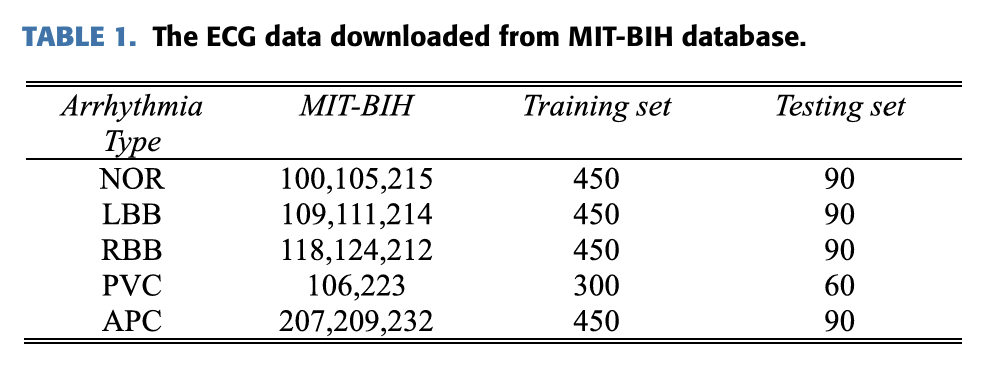 TABLE 1. The ECG data downloaded from MIT-BIH database.
Arrhythmia Type MIT-BIH Training set Testing set
NOR 100,105,215 450 90
LBB 109,111,214 450 90
RBB 118,124,212 450 90
PVC 106,223 300 60
APC 207,209,232 450 90